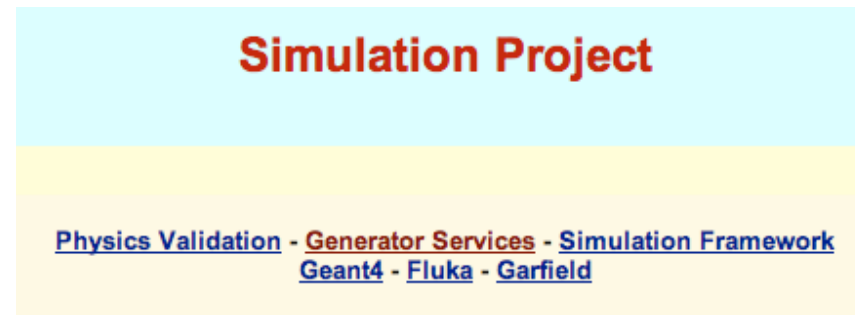 Simulation Project
Physics Validation - Generator Services - Simulation Framework
Geant4 - Fluka - Garfield